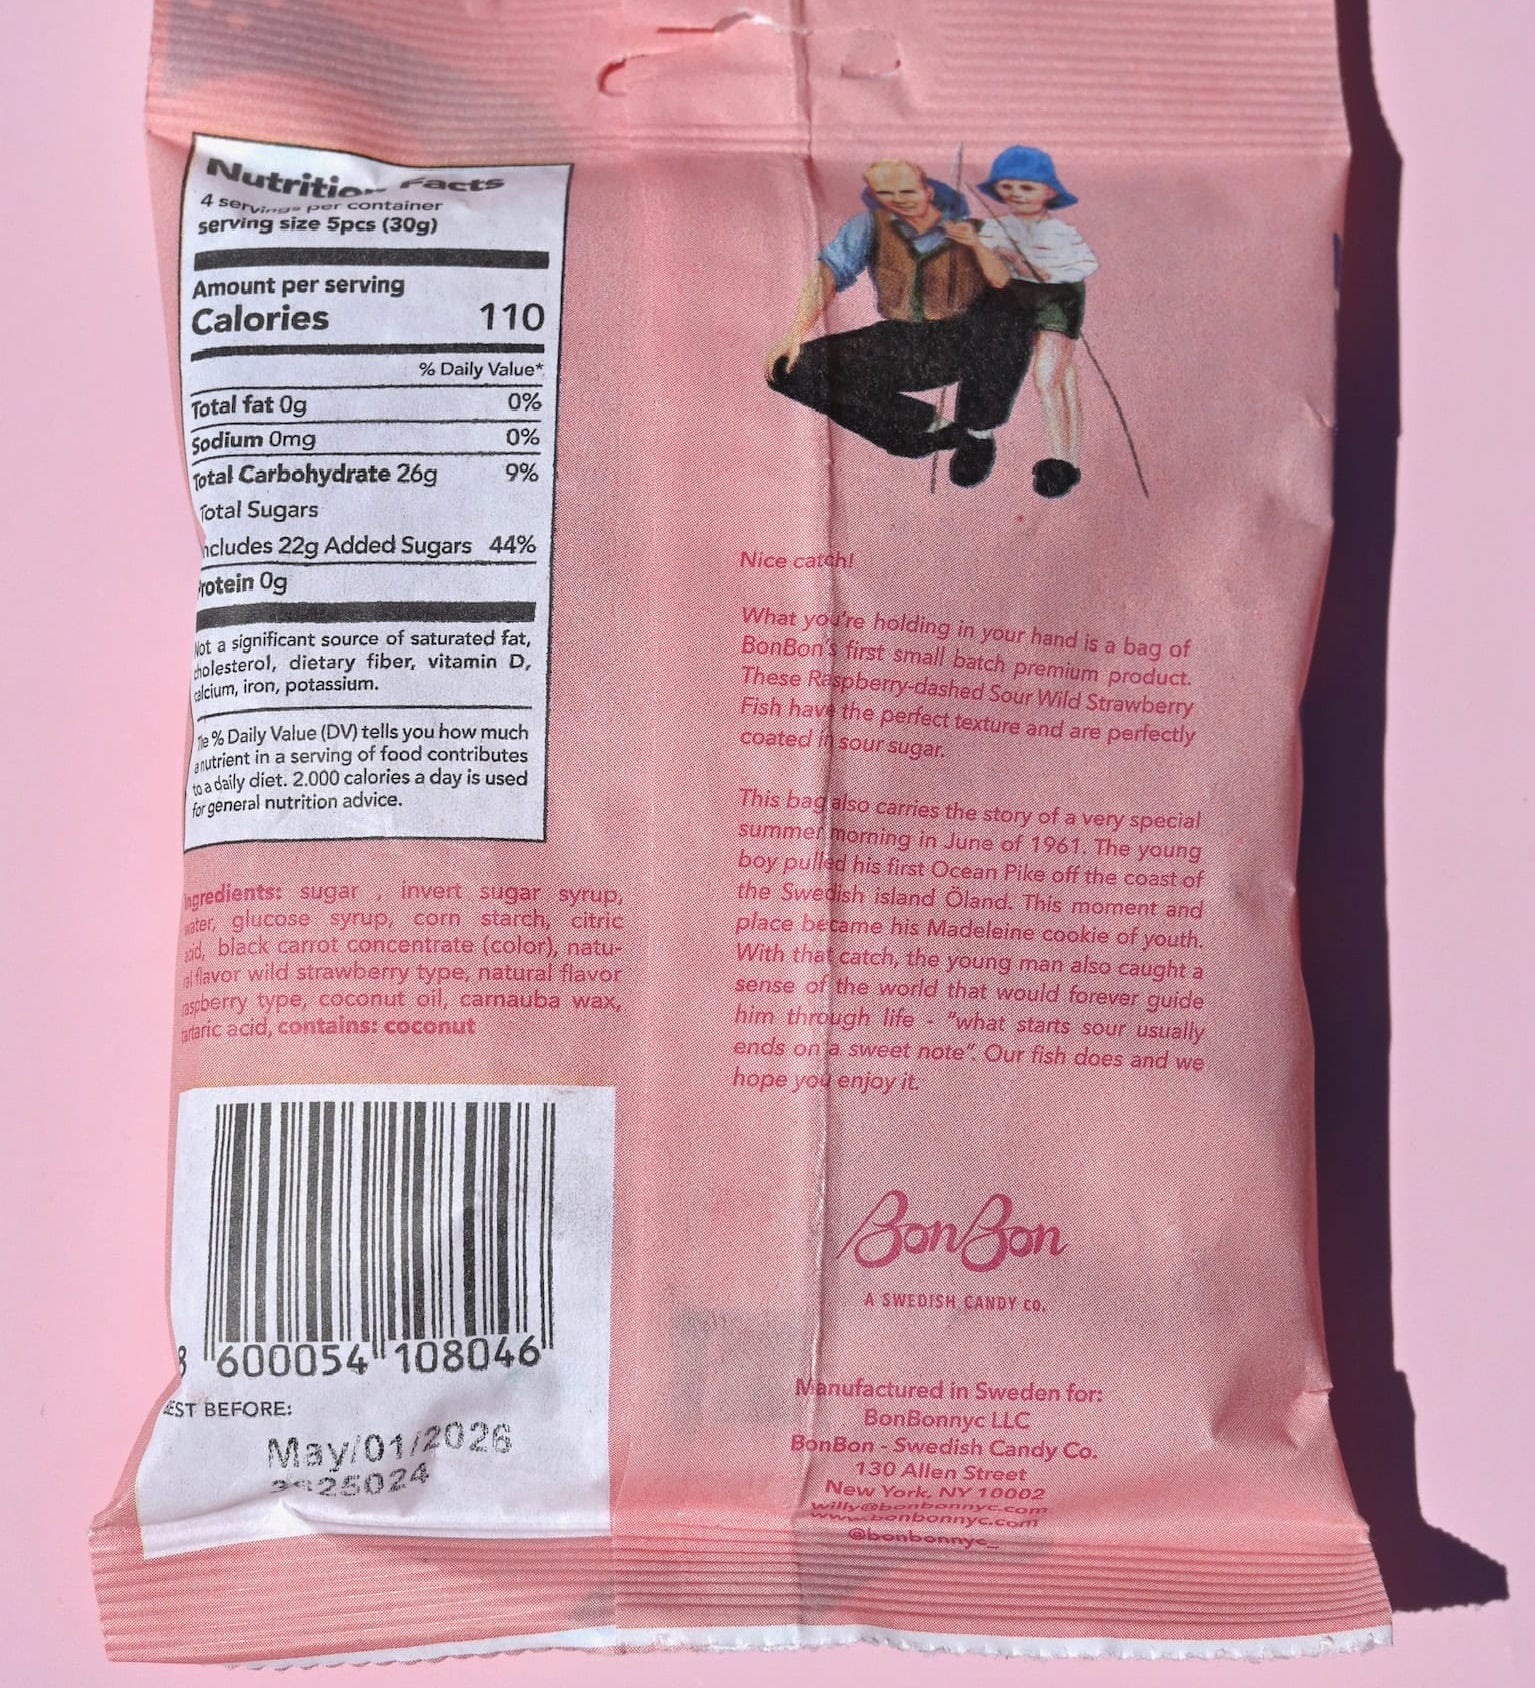 Nutrition Facts
4 servings per container
serving size 5pcs (30g)
Amount per serving
Calories 110
% Daily Value*
Total fat 0g 0%
Sodium 0mg 0%
Total Carbohydrate 26g 9%
Total Sugars
ncludes 22g Added Sugars 44%
rotein 0g
Not a significant source of saturated fat,
cholesterol, dietary fiber, vitamin D,
calcium, iron, potassium.
The % Daily Value (DV) tells you how much
a nutrient in a serving of food contributes
to a daily diet. 2.000 calories a day is used
for general nutrition advice.
Ingredients: sugar , invert sugar syrup,
water, glucose syrup, corn starch, citric
acid, black carrot concentrate (color), natu-
ral flavor wild strawberry type, natural flavor
raspberry type, coconut oil, carnauba wax,
tartaric acid, contains: coconut
8 600054 108046
BEST BEFORE:
May/01/2026
Nice catch!
What you're holding in your hand is a bag of
BonBon's first small batch premium product.
These Raspberry-dashed Sour Wild Strawberry
Fish have the perfect texture and are perfectly
coated in sour sugar.
This bag also carries the story of a very special
summer morning in June of 1961. The young
boy pulled his first Ocean Pike off the coast of
the Swedish island Öland. This moment and
place became his Madeleine cookie of youth.
With that catch, the young man also caught a
sense of the world that would forever guide
him through life - "what starts sour usually
ends on a sweet note". Our fish does and we
hope you enjoy it.
BonBon
A SWEDISH CANDY CO.
Manufactured in Sweden for:
BonBonnyc LLC
BonBon - Swedish Candy Co.
130 Allen Street
New York, NY 10002
willy@bonbonnyc.com
www.bonbonnyc.com
@bonbonnyc_